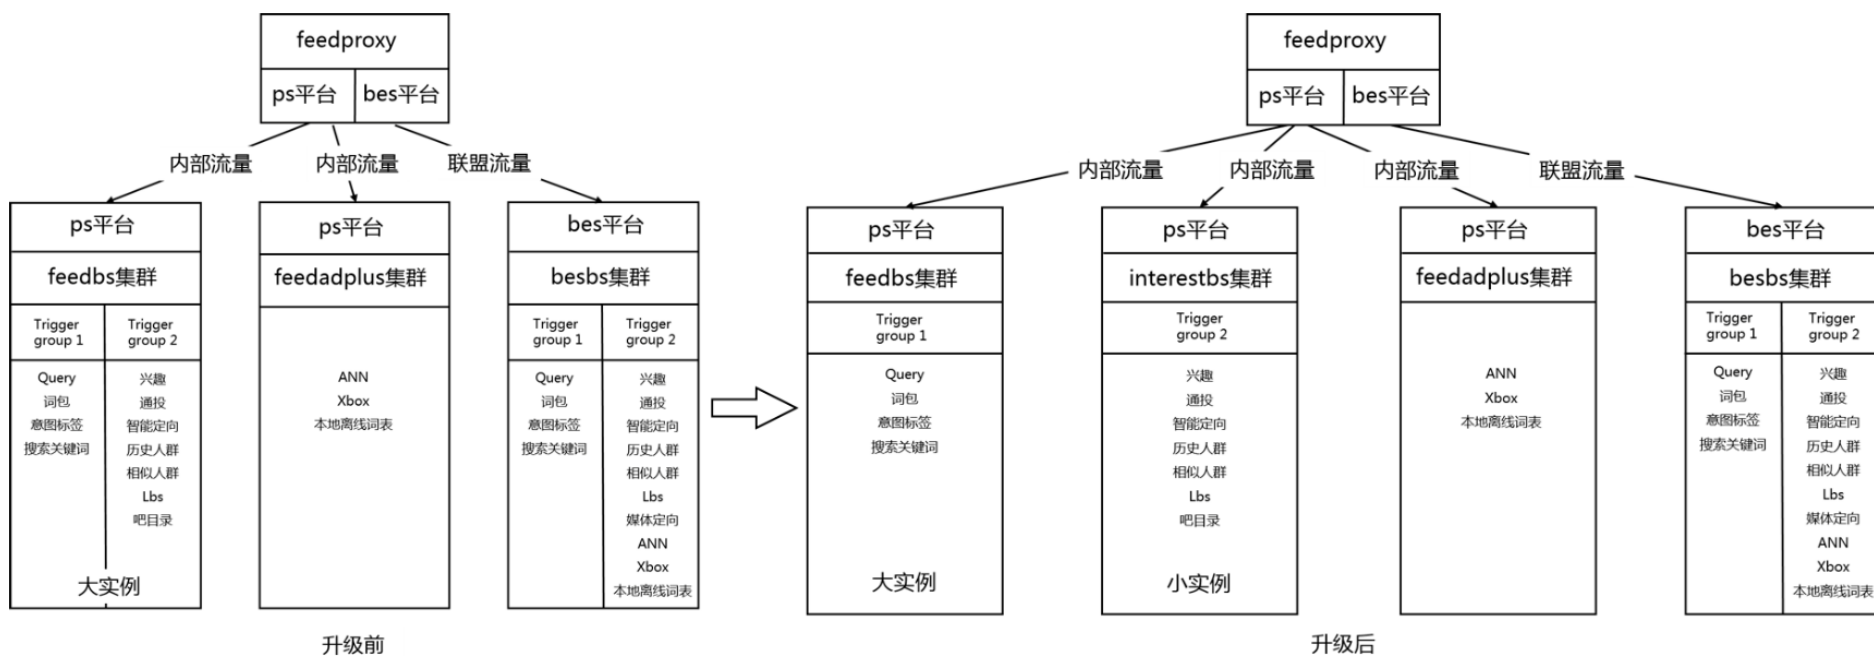 feedproxy
ps平台
bes平台
内部流量
内部流量
联盟流量
ps平台
feedbs集群
Trigger
group 1
Trigger
group 2
Query
词包
意图标签
搜索关键词
兴趣
通投
智能定向
历史人群
相似人群
Lbs
吧目录
大实例
ps平台
feedadplus集群
ANN
Xbox
本地离线词表
bes平台
besbs集群
Trigger
group 1
Trigger
group 2
Query
词包
意图标签
搜索关键词
兴趣
通投
智能定向
历史人群
相似人群
Lbs
媒体定向
ANN
Xbox
本地离线词表
升级前
feedproxy
ps平台
bes平台
内部流量
内部流量
内部流量
联盟流量
ps平台
feedbs集群
Trigger
group 1
Query
词包
意图标签
搜索关键词
大实例
ps平台
interestbs集群
Trigger
group 2
兴趣
通投
智能定向
历史人群
相似人群
Lbs
吧目录
小实例
ps平台
feedadplus集群
ANN
Xbox
本地离线词表
bes平台
besbs集群
Trigger
group 1
Trigger
group 2
Query
词包
意图标签
搜索关键词
兴趣
通投
智能定向
历史人群
相似人群
Lbs
媒体定向
ANN
Xbox
本地离线词表
升级后